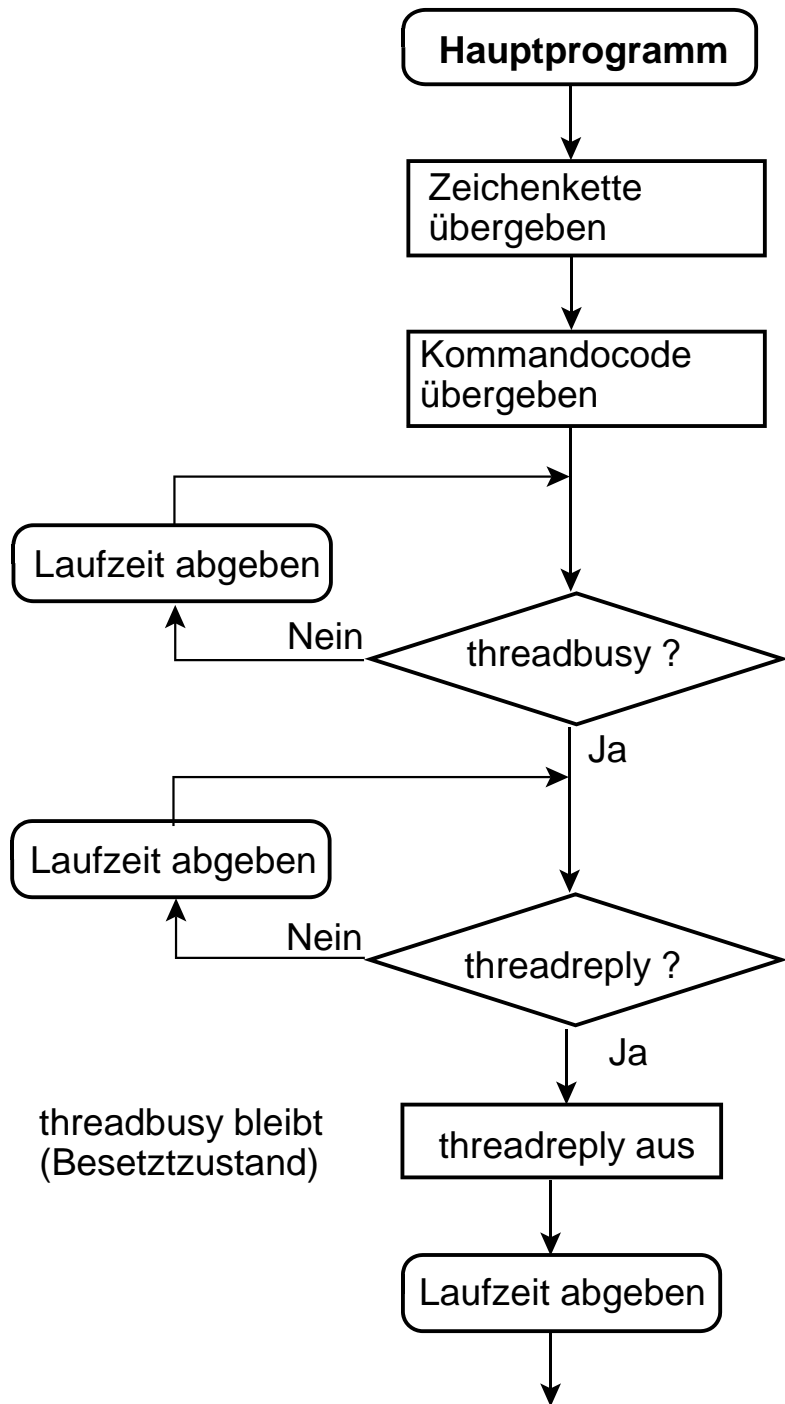 Hauptprogramm
Zeichenkette
übergeben
Kommandocode
übergeben
Laufzeit abgeben
Nein
threadbusy ?
Ja
Laufzeit abgeben
Nein
threadreply ?
Ja
threadbusy bleibt
(Besetztzustand)
threadreply aus
Laufzeit abgeben